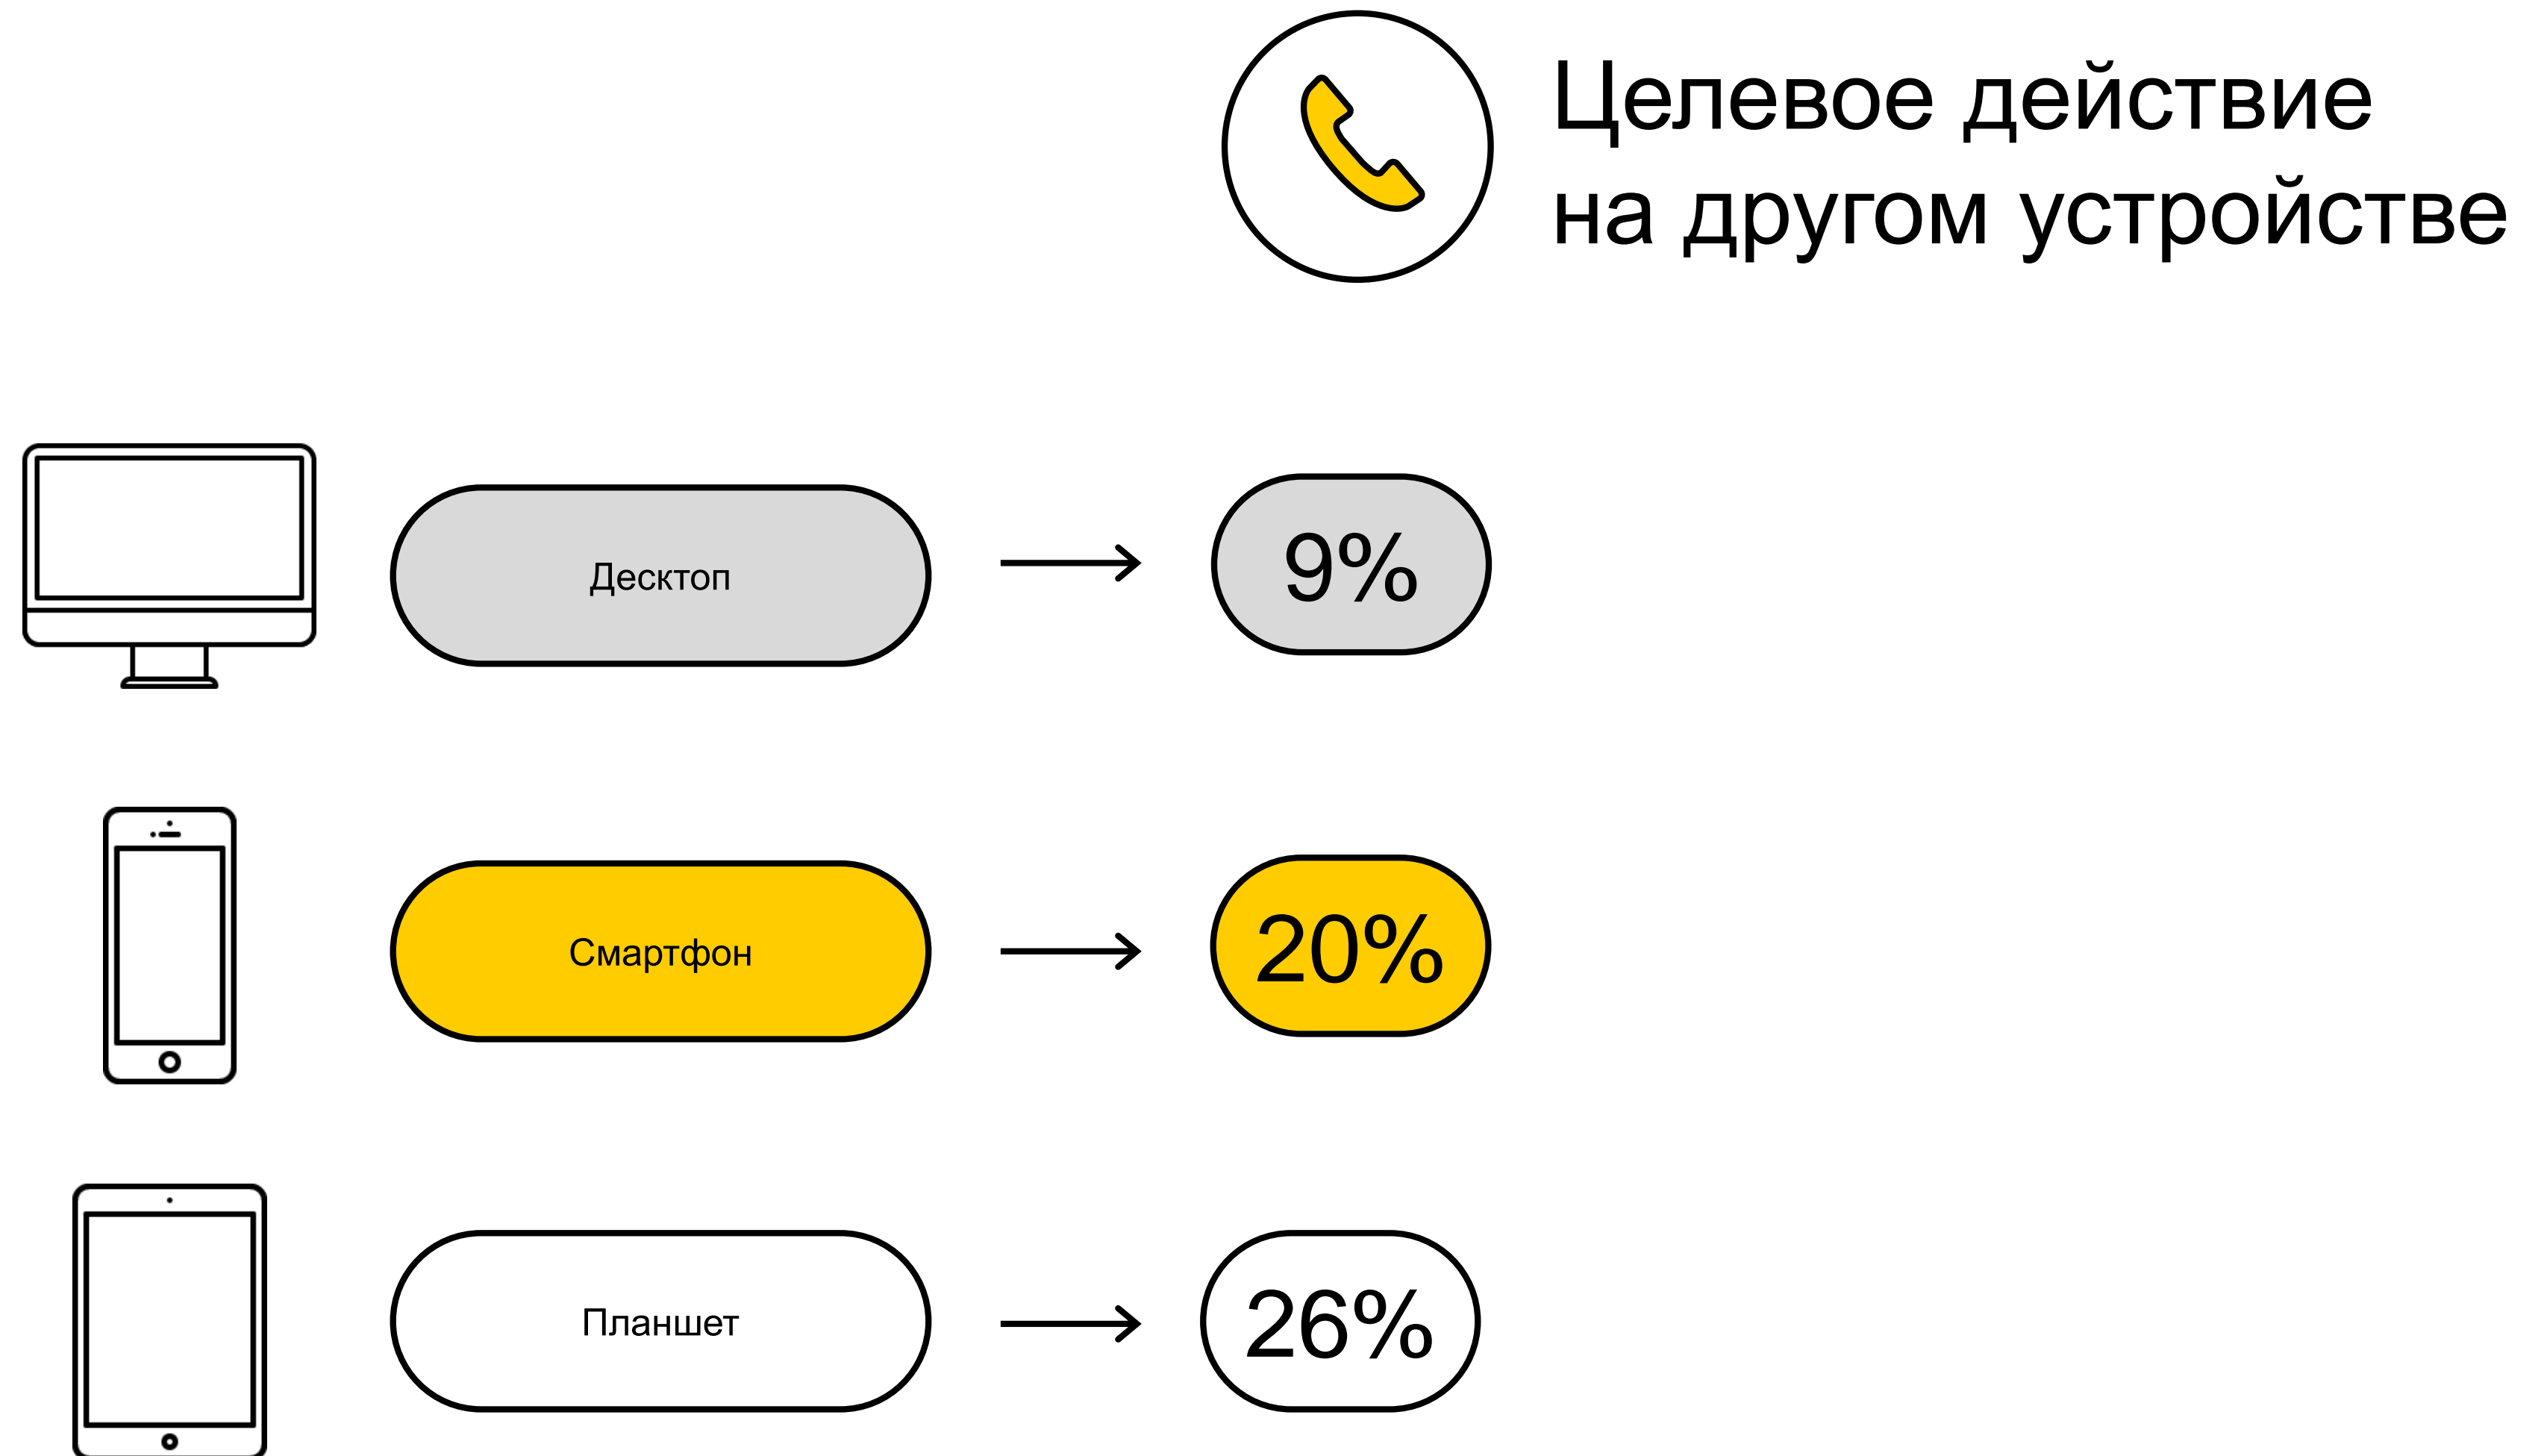 Целевое действие
на другом устройстве
Десктоп
9%
Смартфон
20%
Планшет
26%